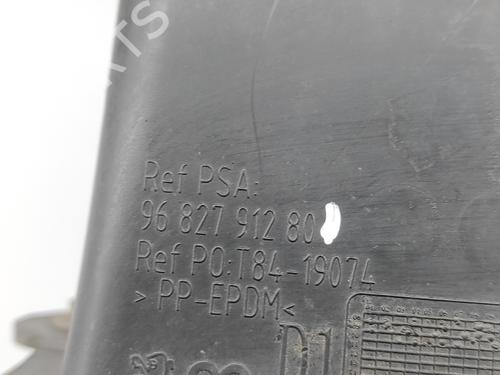 Ref PSA:
96 827 912 80
Ref PO:T84-19074
>PP-EPDM<
D1